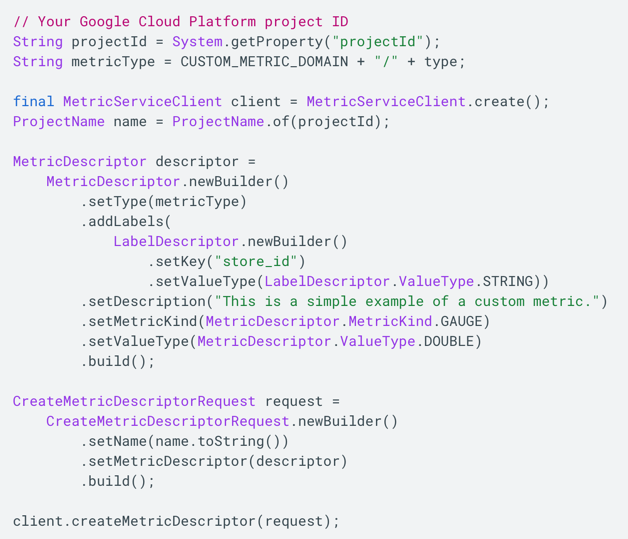 // Your Google Cloud Platform project ID
String projectId = System.getProperty("projectId");
String metricType = CUSTOM_METRIC_DOMAIN + "/" + type;

final MetricServiceClient client = MetricServiceClient.create();
ProjectName name = ProjectName.of(projectId);

MetricDescriptor descriptor =
    MetricDescriptor.newBuilder()
        .setType(metricType)
        .addLabels(
            LabelDescriptor.newBuilder()
                .setKey("store_id")
                .setValueType(LabelDescriptor.ValueType.STRING))
        .setDescription("This is a simple example of a custom metric.")
        .setMetricKind(MetricDescriptor.MetricKind.GAUGE)
        .setValueType(MetricDescriptor.ValueType.DOUBLE)
        .build();

CreateMetricDescriptorRequest request =
    CreateMetricDescriptorRequest.newBuilder()
        .setName(name.toString())
        .setMetricDescriptor(descriptor)
        .build();

client.createMetricDescriptor(request);